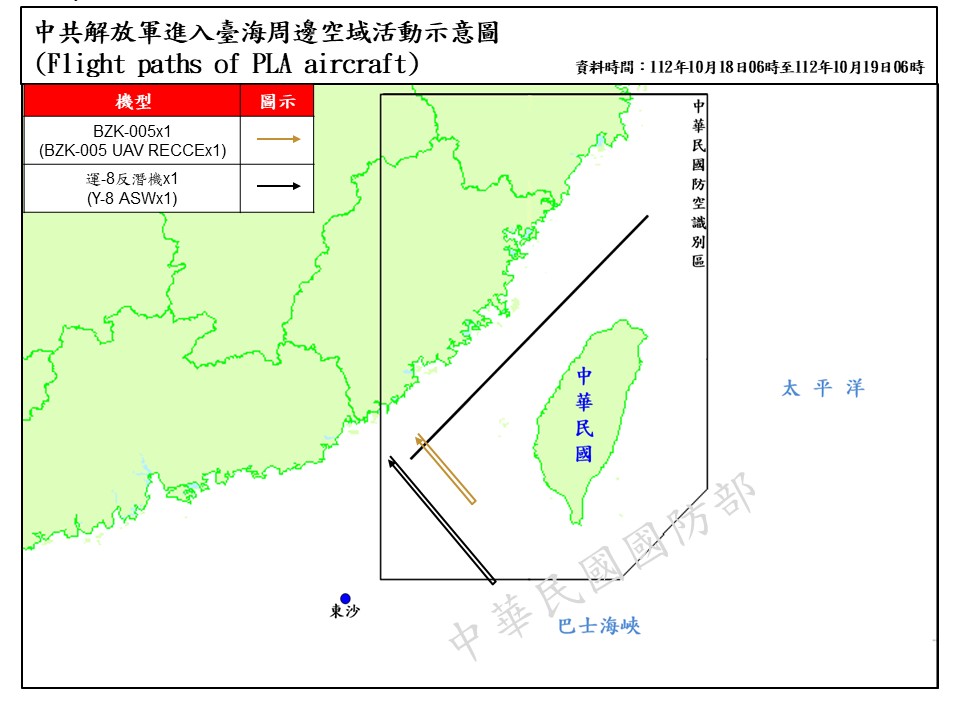 中共解放軍進入臺海周邊空域活動示意圖
(Flight paths of PLA aircraft)
資料時間：112年10月18日06時至112年10月19日06時
機型
圖示
BZK-005x1
(BZK-005 UAV RECCEx1)
運-8反潛機x1
(Y-8 ASWx1)
中華民國防空識別區
中華民國
太平洋
東沙
巴士海峽
中華民國國防部